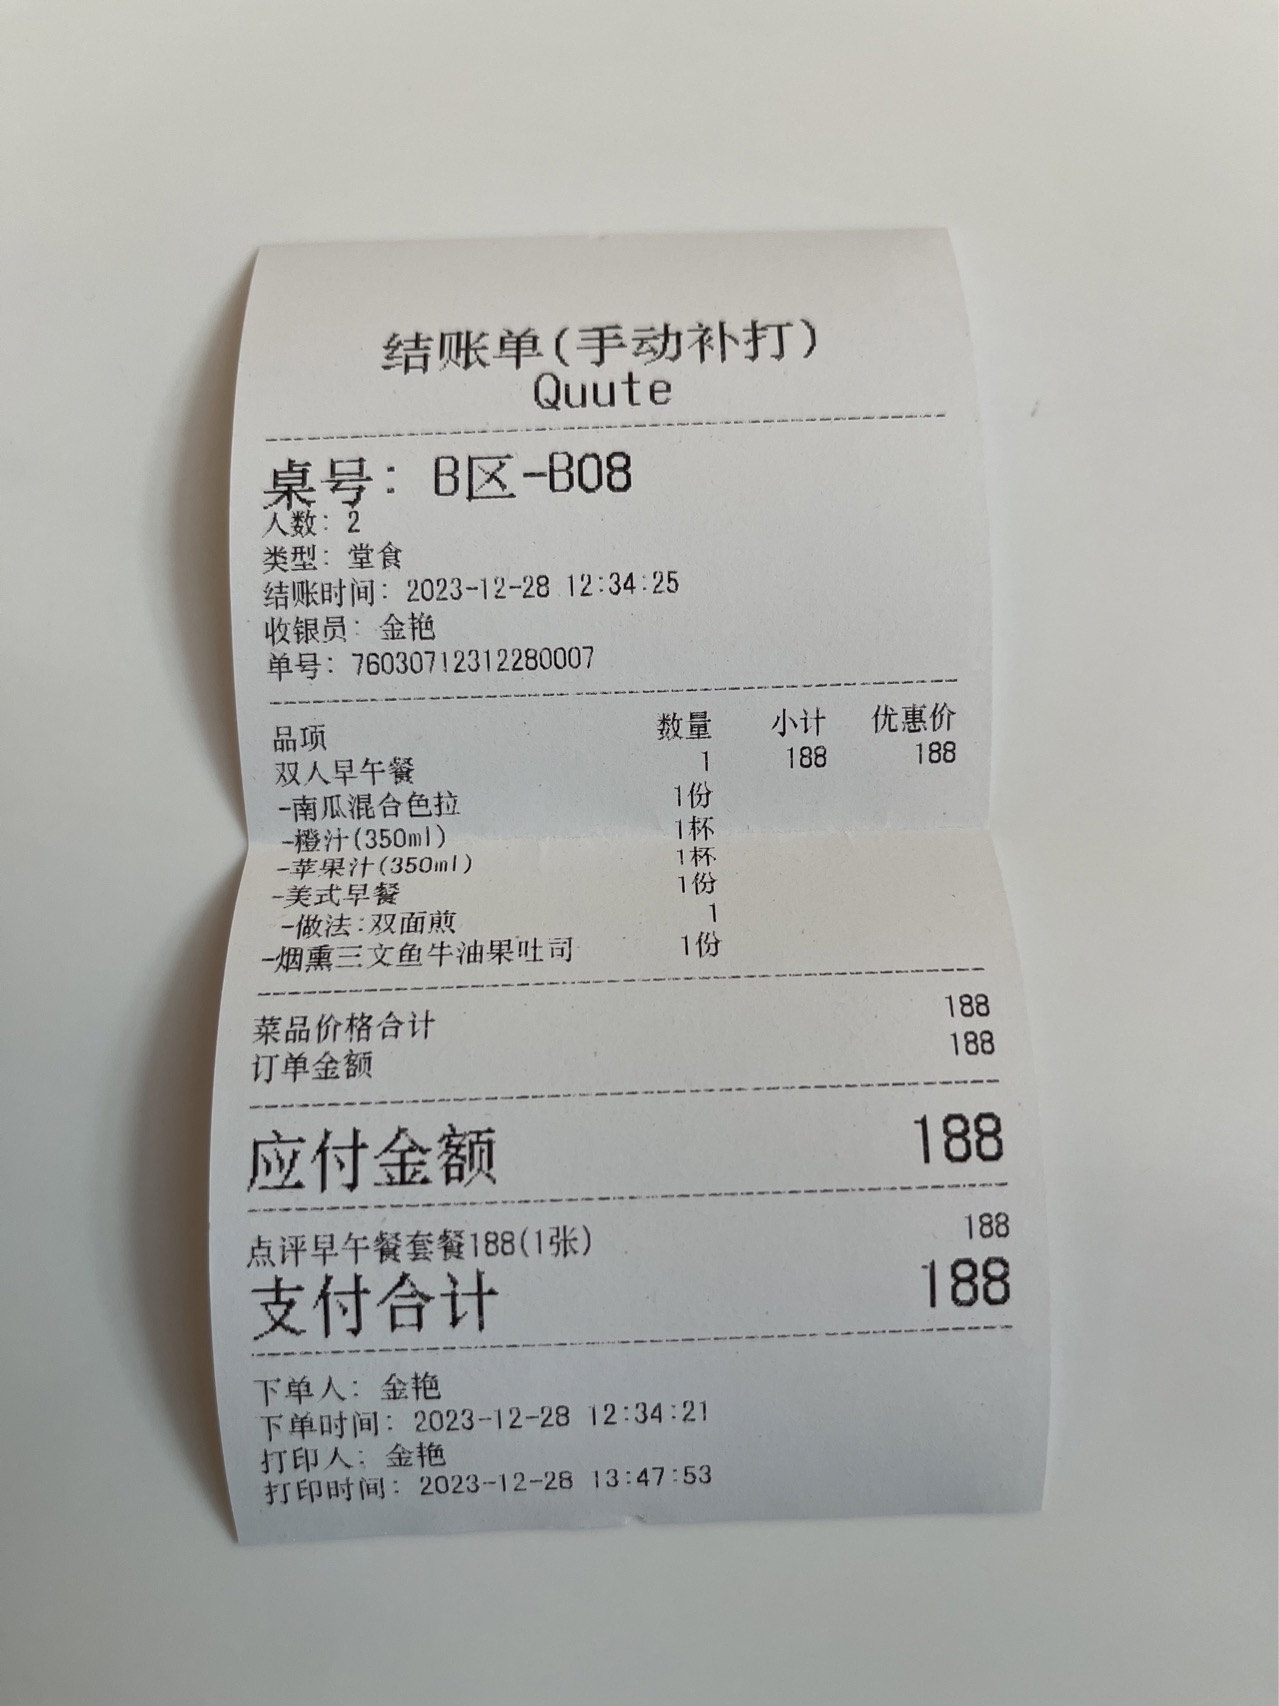 结账单(手动补打)
Quute
桌号: B区-B08
人数: 2
类型: 堂食
结账时间: 2023-12-28 12:34:25
收银员: 金艳
单号: 76030712312280007
品项 数量 小计 优惠价
双人早午餐 1 188 188
-南瓜混合色拉 1份
-橙汁(350ml) 1杯
-苹果汁(350ml) 1杯
-美式早餐 1份
-做法:双面煎 1
-烟熏三文鱼牛油果吐司 1份
菜品价格合计 188
订单金额 188
应付金额 188
点评早午餐套餐188(1张) 188
支付合计 188
下单人: 金艳
下单时间: 2023-12-28 12:34:21
打印人: 金艳
打印时间: 2023-12-28 13:47:53